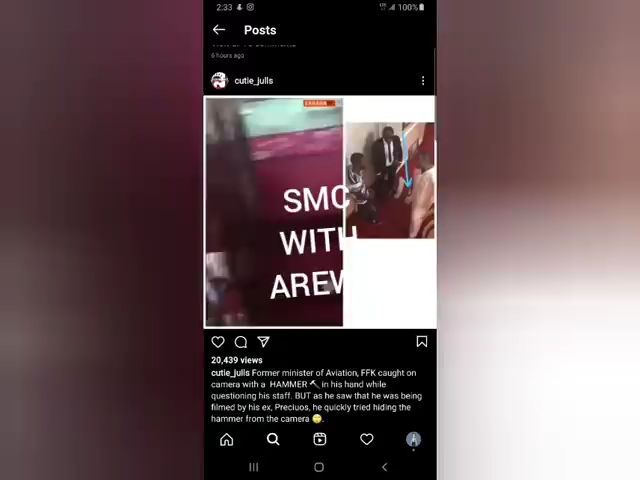 2:33
100%
Posts
6 hours ago
cutie_julls
SMC
WITH
AREW
20,439 views
cutie_julls Former minister of Aviation, FFK caught on
camera with a HAMMER 🔨 in his hand while
questioning his staff. BUT as he saw that he was being
filmed by his ex, Preciuos, he quickly tried hiding the
hammer from the camera 🙄.